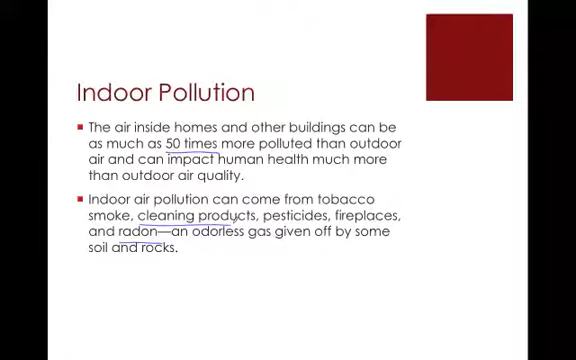 Indoor Pollution
The air inside homes and other buildings can be
as much as 50 times more polluted than outdoor
air and can impact human health much more
than outdoor air quality.
Indoor air pollution can come from tobacco
smoke, cleaning products, pesticides, fireplaces,
and radon—an odorless gas given off by some
soil and rocks.